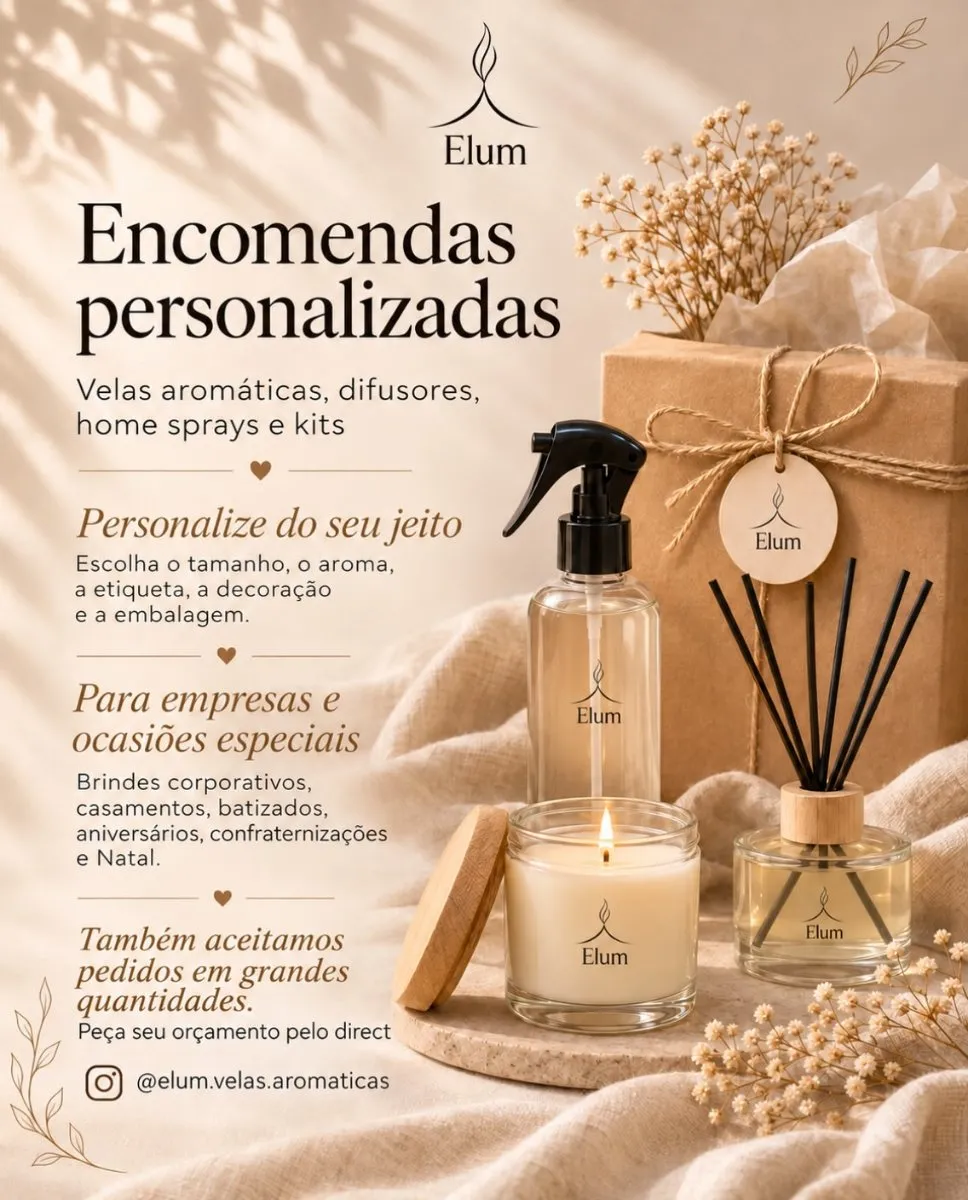 Elum
Encomendas
personalizadas
Velas aromáticas, difusores,
home sprays e kits
Personalize do seu jeito
Escolha o tamanho, o aroma,
a etiqueta, a decoração
e a embalagem.
Para empresas e
ocasiões especiais
Brindes corporativos,
casamentos, batizados,
aniversários, confraternizações
e Natal.
Também aceitamos
pedidos em grandes
quantidades.
Peça seu orçamento pelo direct
@elum.velas.aromaticas
Elum
Elum
Elum
Elum